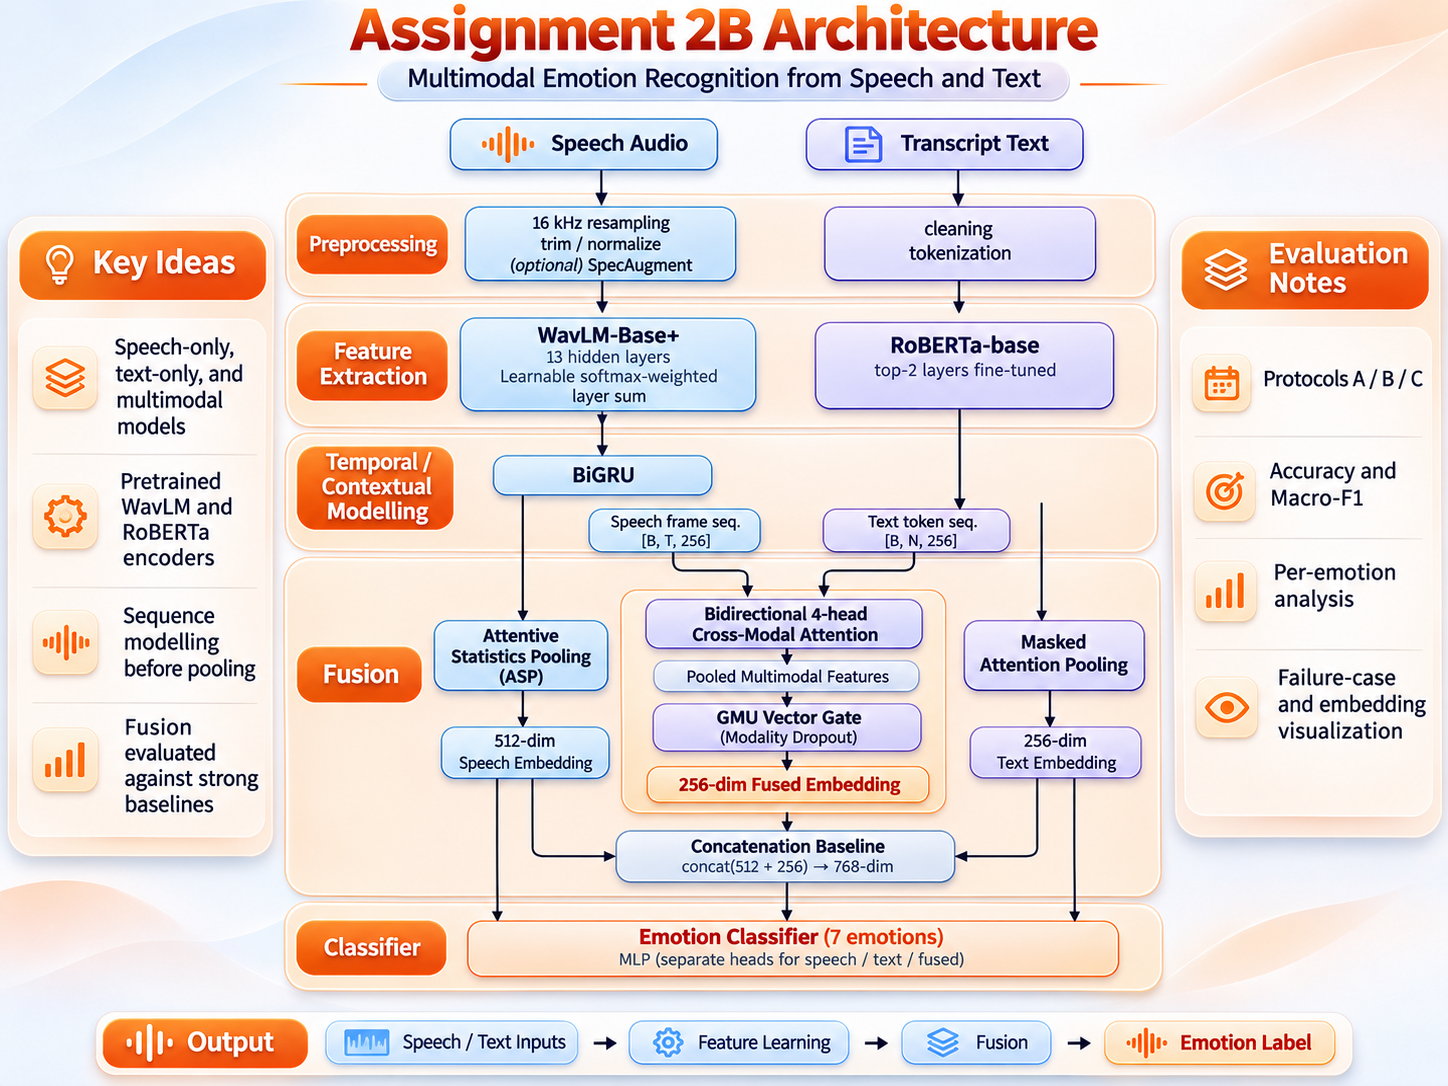 Assignment 2B Architecture
Multimodal Emotion Recognition from Speech and Text
Speech Audio
Transcript Text
Preprocessing
16 kHz resampling
trim / normalize
(optional) SpecAugment
cleaning
tokenization
Feature
Extraction
WavLM-Base+
13 hidden layers
Learnable softmax-weighted
layer sum
RoBERTa-base
top-2 layers fine-tuned
Temporal /
Contextual
Modelling
BiGRU
Speech frame seq.
[B, T, 256]
Text token seq.
[B, N, 256]
Fusion
Attentive
Statistics Pooling
(ASP)
512-dim
Speech Embedding
Bidirectional 4-head
Cross-Modal Attention
Pooled Multimodal Features
GMU Vector Gate
(Modality Dropout)
256-dim Fused Embedding
Masked
Attention Pooling
256-dim
Text Embedding
Concatenation Baseline
concat(512 + 256) → 768-dim
Classifier
Emotion Classifier (7 emotions)
MLP (separate heads for speech / text / fused)
Key Ideas
Speech-only,
text-only, and
multimodal
models
Pretrained
WavLM and
RoBERTa
encoders
Sequence
modelling
before pooling
Fusion
evaluated
against strong
baselines
Evaluation
Notes
Protocols A / B / C
Accuracy and
Macro-F1
Per-emotion
analysis
Failure-case
and embedding
visualization
Output
Speech / Text Inputs
Feature Learning
Fusion
Emotion Label